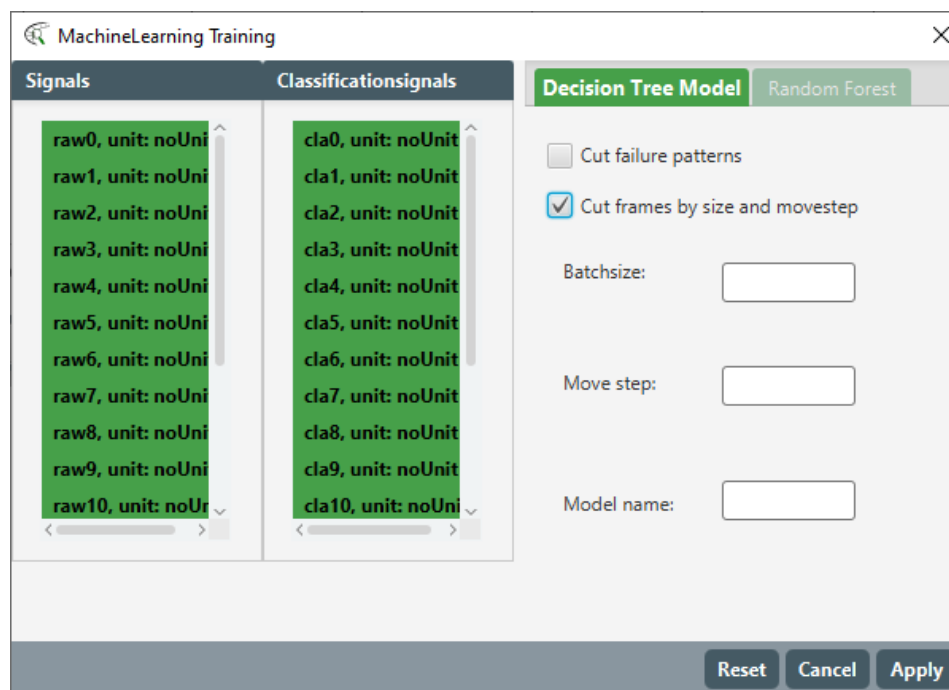 MachineLearning Training
Signals
raw0, unit: noUni
raw1, unit: noUni
raw2, unit: noUni
raw3, unit: noUni
raw4, unit: noUni
raw5, unit: noUni
raw6, unit: noUni
raw7, unit: noUni
raw8, unit: noUni
raw9, unit: noUni
raw10, unit: noUr
Classificationsignals
cla0, unit: noUnit
cla1, unit: noUnit
cla2, unit: noUnit
cla3, unit: noUnit
cla4, unit: noUnit
cla5, unit: noUnit
cla6, unit: noUnit
cla7, unit: noUnit
cla8, unit: noUnit
cla9, unit: noUnit
cla10, unit: noUni
Decision Tree Model
Random Forest
Cut failure patterns
Cut frames by size and movestep
Batchsize:
Move step:
Model name:
Reset
Cancel
Apply